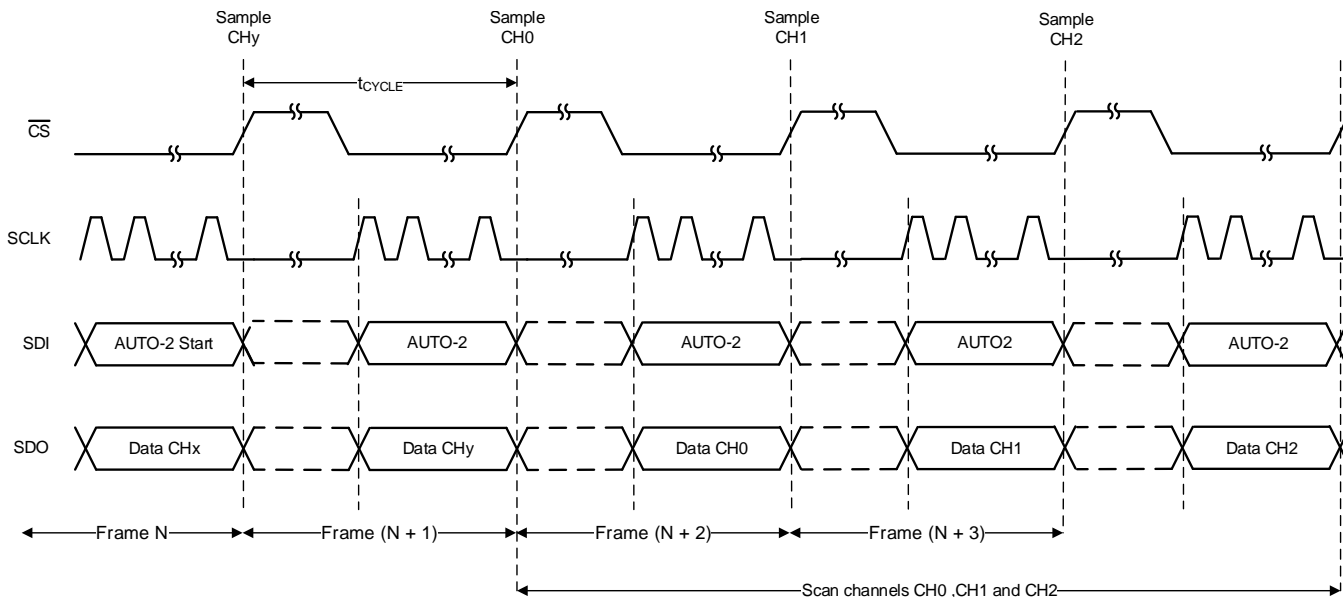 Sample
CHy
Sample
CH0
Sample
CH1
Sample
CH2
tCYCLE
CS
SCLK
SDI
AUTO-2 Start
AUTO-2
AUTO-2
AUTO2
AUTO-2
SDO
Data CHx
Data CHy
Data CH0
Data CH1
Data CH2
Frame N
Frame (N + 1)
Frame (N + 2)
Frame (N + 3)
Scan channels CH0 ,CH1 and CH2